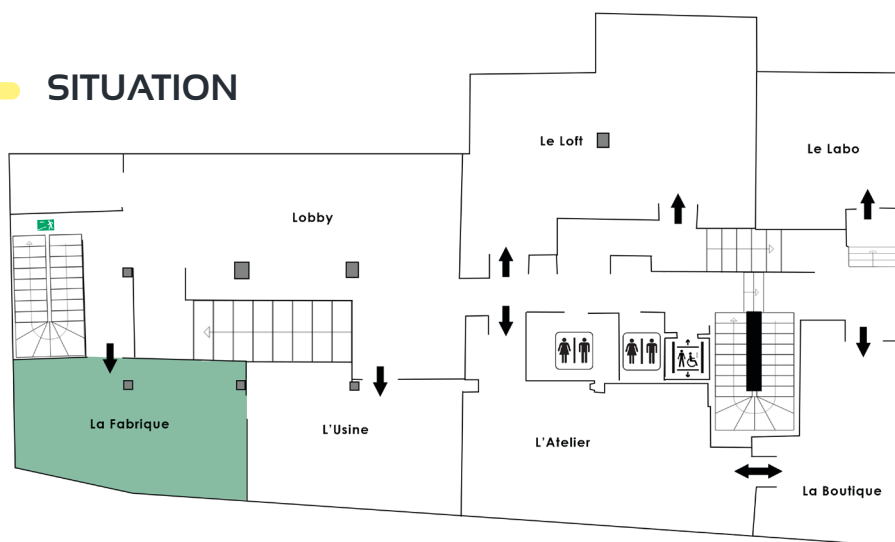 SITUATION
Le Loft
Le Labo
Lobby
La Fabrique
L'Usine
L'Atelier
La Boutique